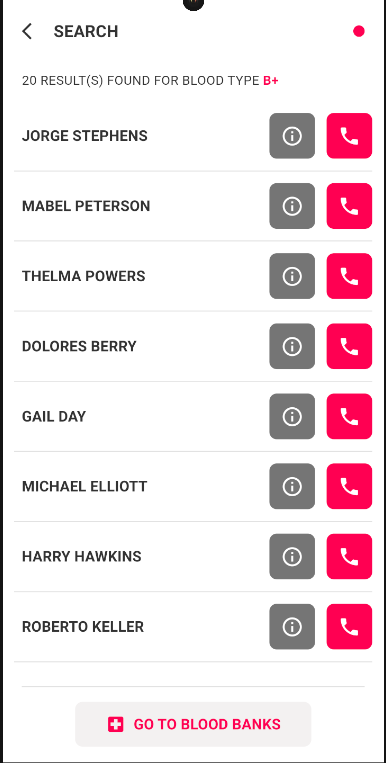 SEARCH
20 RESULT(S) FOUND FOR BLOOD TYPE B+
JORGE STEPHENS
MABEL PETERSON
THELMA POWERS
DOLORES BERRY
GAIL DAY
MICHAEL ELLIOTT
HARRY HAWKINS
ROBERTO KELLER
GO TO BLOOD BANKS